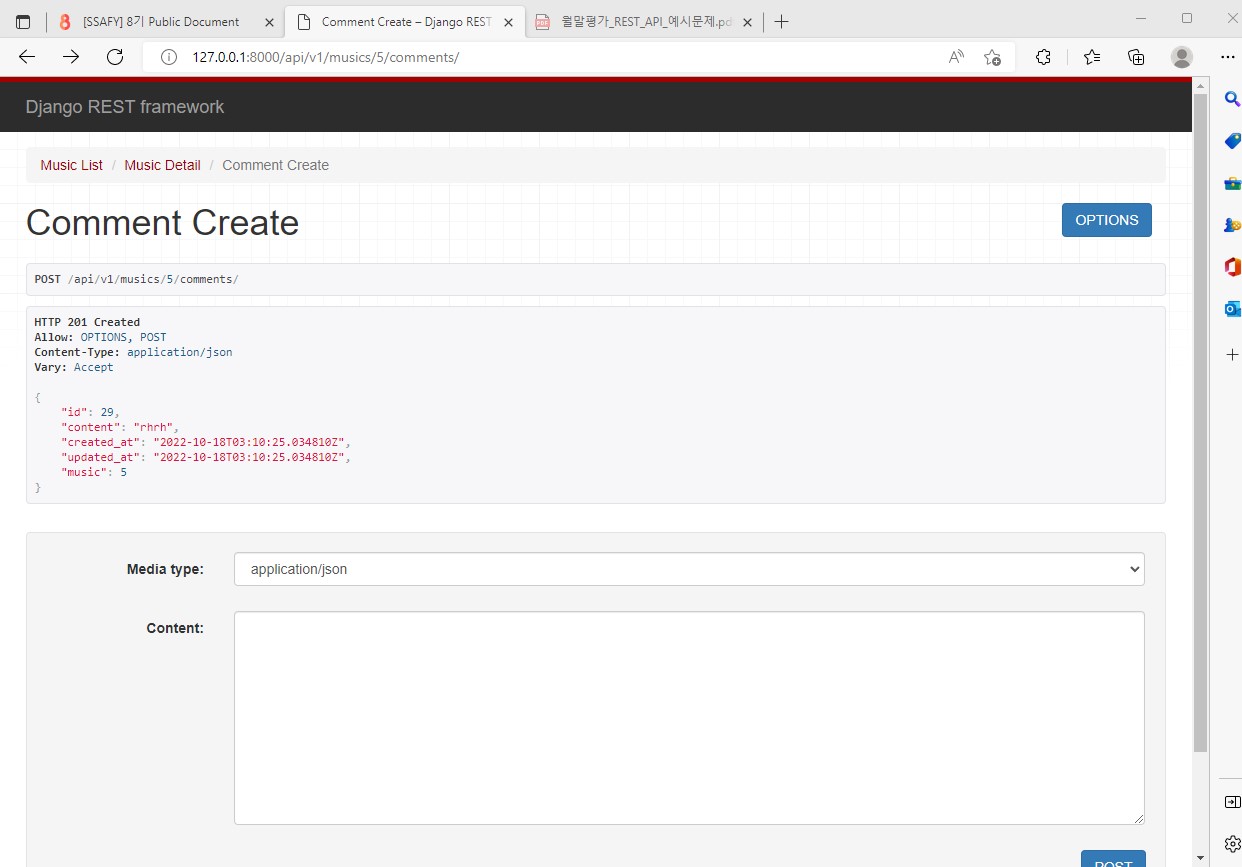 [SSAFY] 8기 Public Document
Comment Create – Django REST
월말평가_REST_API_예시문제.pd
127.0.0.1:8000/api/v1/musics/5/comments/
Django REST framework
Music List / Music Detail / Comment Create
Comment Create
OPTIONS
POST /api/v1/musics/5/comments/
HTTP 201 Created
Allow: OPTIONS, POST
Content-Type: application/json
Vary: Accept
{
    "id": 29,
    "content": "rhrh",
    "created_at": "2022-10-18T03:10:25.034810Z",
    "updated_at": "2022-10-18T03:10:25.034810Z",
    "music": 5
}
Media type:
application/json
Content:
POST